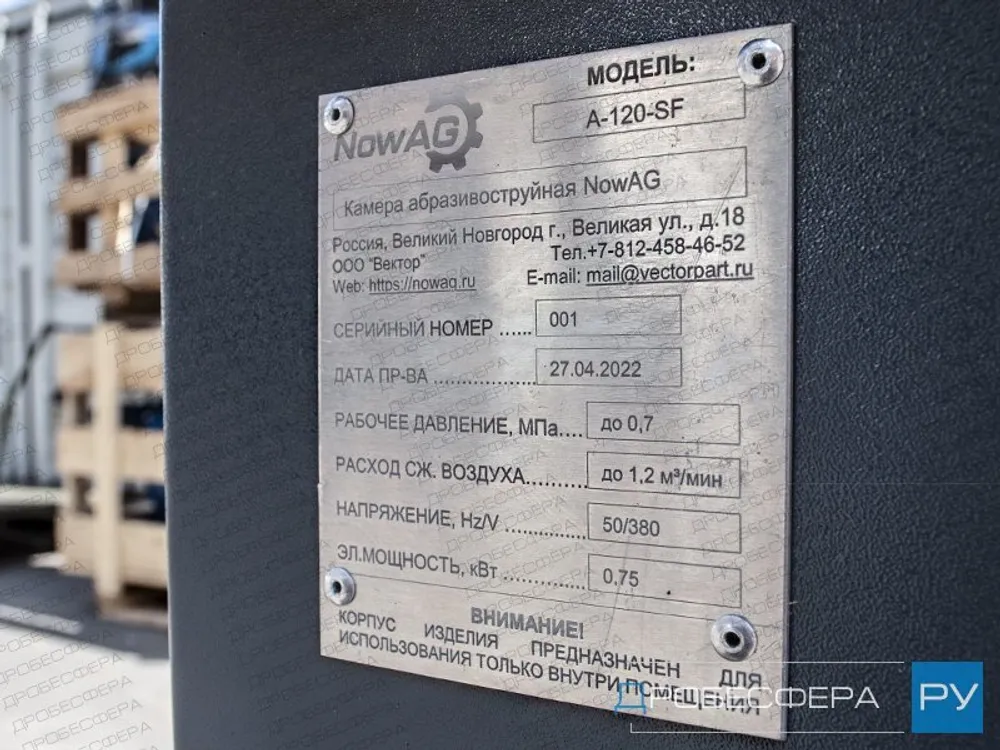 NowAG
МОДЕЛЬ:
A-120-SF
Камера абразивоструйная NowAG
Россия, Великий Новгород г., Великая ул., д.18
ООО "Вектор"
Тел.+7-812-458-46-52
Web: https://nowag.ru
E-mail: mail@vectorpart.ru
СЕРИЙНЫЙ НОМЕР ...... 001
ДАТА ПР-ВА .................. 27.04.2022
РАБОЧЕЕ ДАВЛЕНИЕ, МПа.... до 0,7
РАСХОД СЖ. ВОЗДУХА........... до 1,2 м³/мин
НАПРЯЖЕНИЕ, Hz/V .............. 50/380
ЭЛ.МОЩНОСТЬ, кВт .............. 0,75
ВНИМАНИЕ!
КОРПУС ИЗДЕЛИЯ ПРЕДНАЗНАЧЕН ДЛЯ
ИСПОЛЬЗОВАНИЯ ТОЛЬКО ВНУТРИ ПОМЕЩЕНИЯ
ДРОБЕСФЕРА РУ